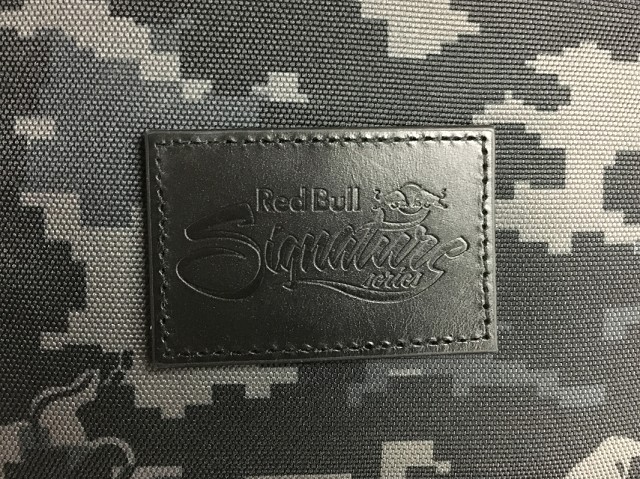 Red Bull
Signature
series